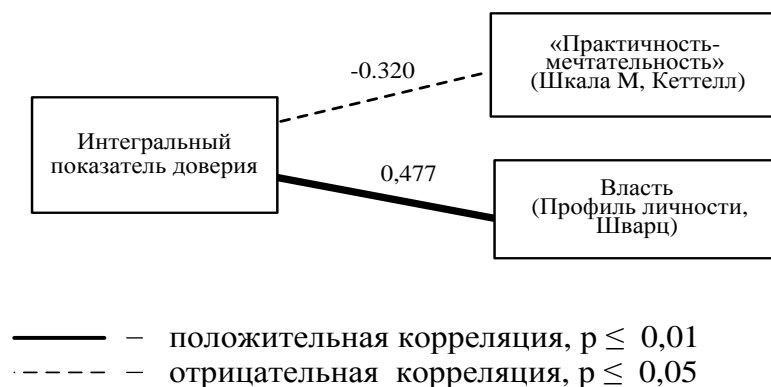 «Практичность-
мечтательность»
(Шкала М, Кеттелл)
-0.320
Интегральный
показатель доверия
0,477
Власть
(Профиль личности,
Шварц)
– положительная корреляция, p ≤ 0,01
– отрицательная корреляция, p ≤ 0,05